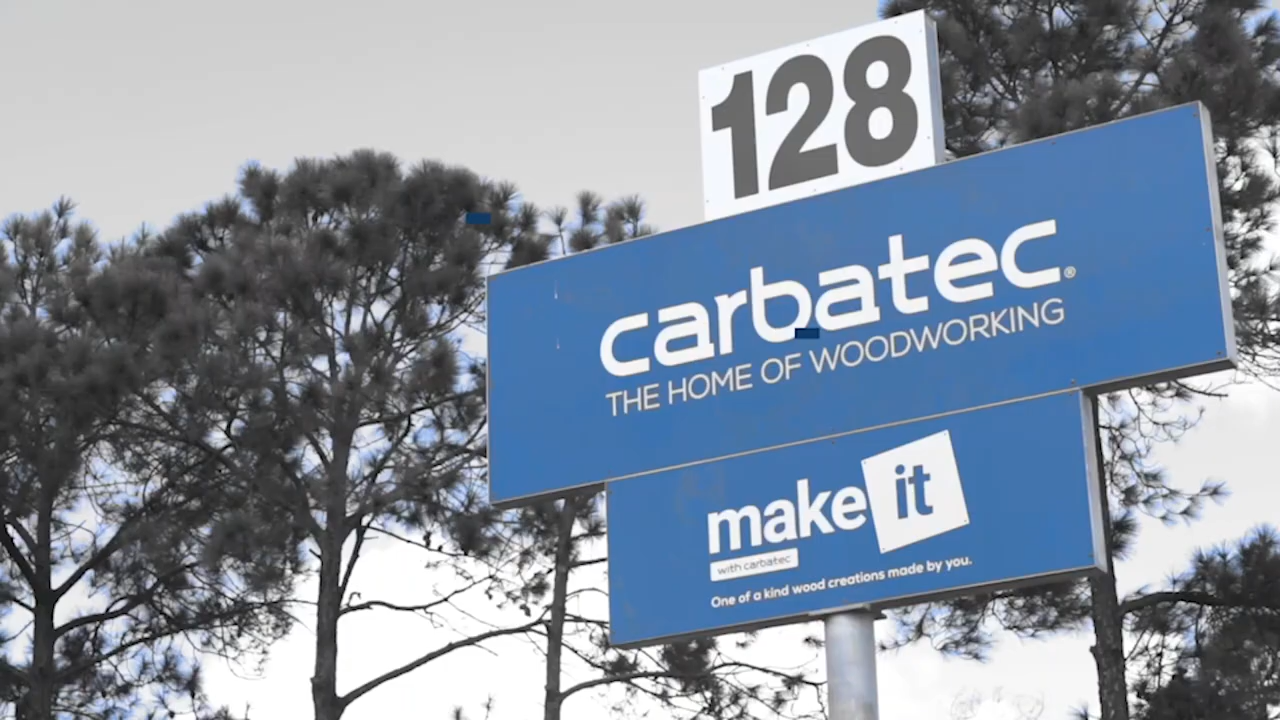 128
carbatec®
THE HOME OF WOODWORKING
make it
with carbatec
One of a kind wood creations made by you.